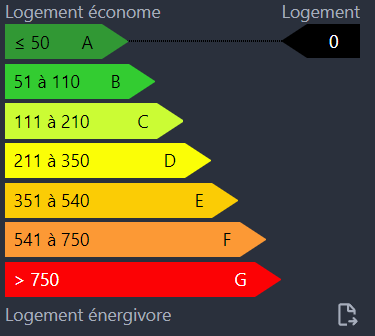 Logement économe Logement
≤ 50 A 0
51 à 110 B
111 à 210 C
211 à 350 D
351 à 540 E
541 à 750 F
> 750 G
Logement énergivore